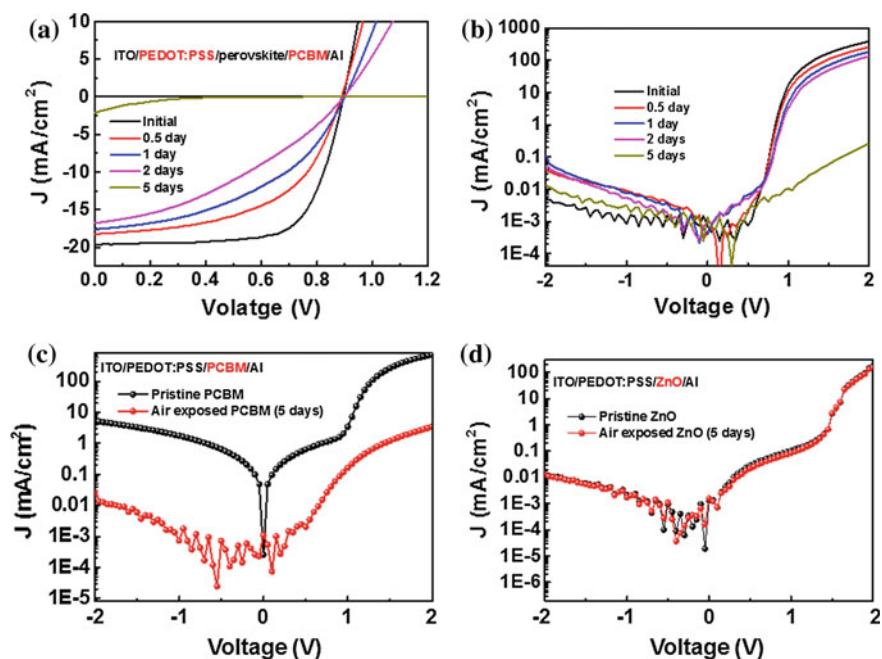 (a)
ITO/PEDOT:PSS/perovskite/PCBM/Al
Initial
0.5 day
1 day
2 days
5 days
10
5
0
-5
-10
-15
-20
J (mA/cm²)
0.0 0.2 0.4 0.6 0.8 1.0 1.2
Volatge (V)
(b)
Initial
0.5 day
1 day
2 days
5 days
1000
100
10
1
0.1
0.01
1E-3
1E-4
J (mA/cm²)
-2 -1 0 1 2
Voltage (V)
(c)
ITO/PEDOT:PSS/PCBM/Al
Pristine PCBM
Air exposed PCBM (5 days)
100
10
1
0.1
0.01
1E-3
1E-4
1E-5
J (mA/cm²)
-2 -1 0 1 2
Voltage (V)
(d)
ITO/PEDOT:PSS/ZnO/Al
Pristine ZnO
Air exposed ZnO (5 days)
100
10
1
0.1
0.01
1E-3
1E-4
1E-5
1E-6
J (mA/cm²)
-2 -1 0 1 2
Voltage (V)